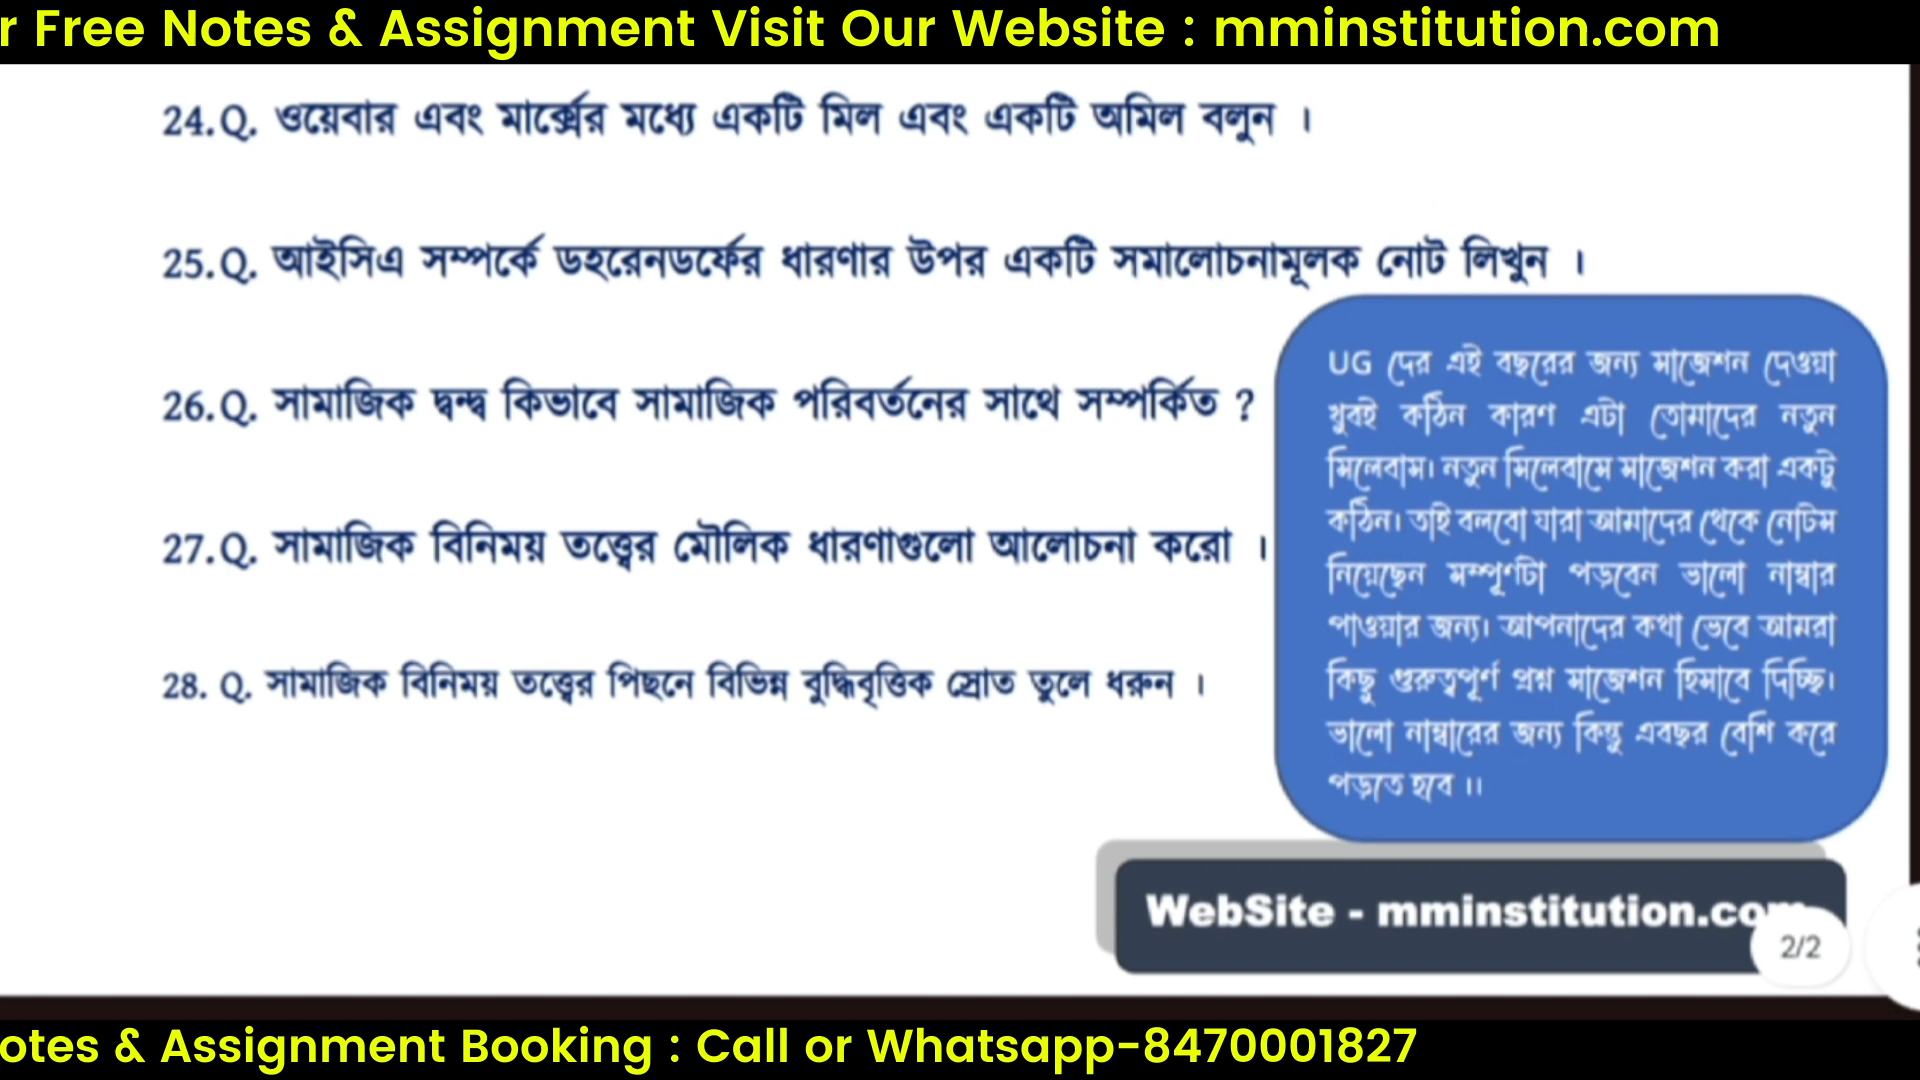 r Free Notes & Assignment Visit Our Website : mminstitution.com
24.Q. ওয়েবার এবং মার্ক্সের মধ্যে একটি মিল এবং একটি অমিল বলুন ।
25.Q. আইসিএ সম্পর্কে ডহরেনডর্ফের ধারণার উপর একটি সমালোচনামূলক নোট লিখুন ।
26.Q. সামাজিক দ্বন্দ্ব কিভাবে সামাজিক পরিবর্তনের সাথে সম্পর্কিত ?
27.Q. সামাজিক বিনিময় তত্ত্বের মৌলিক ধারণাগুলো আলোচনা করো ।
28. Q. সামাজিক বিনিময় তত্ত্বের পিছনে বিভিন্ন বুদ্ধিবৃত্তিক স্রোত তুলে ধরুন ।
UG দের এই বছরের জন্য সাজেশন দেওয়া
খুবই কঠিন কারণ এটা তোমাদের নতুন
সিলেবাস। নতুন সিলেবাসে সাজেশন করা একটু
কঠিন। তাই বলবো যারা আমাদের থেকে নোটস
নিয়েছেন সম্পূর্ণটা পড়বেন ভালো নাম্বার
পাওয়ার জন্য। আপনাদের কথা ভেবে আমরা
কিছু গুরুত্বপূর্ণ প্রশ্ন সাজেশন হিসাবে দিচ্ছি।
ভালো নাম্বারের জন্য কিন্তু এবছর বেশি করে
পড়তে হবে ।।
WebSite - mminstitution.com
2/2
otes & Assignment Booking : Call or Whatsapp-8470001827